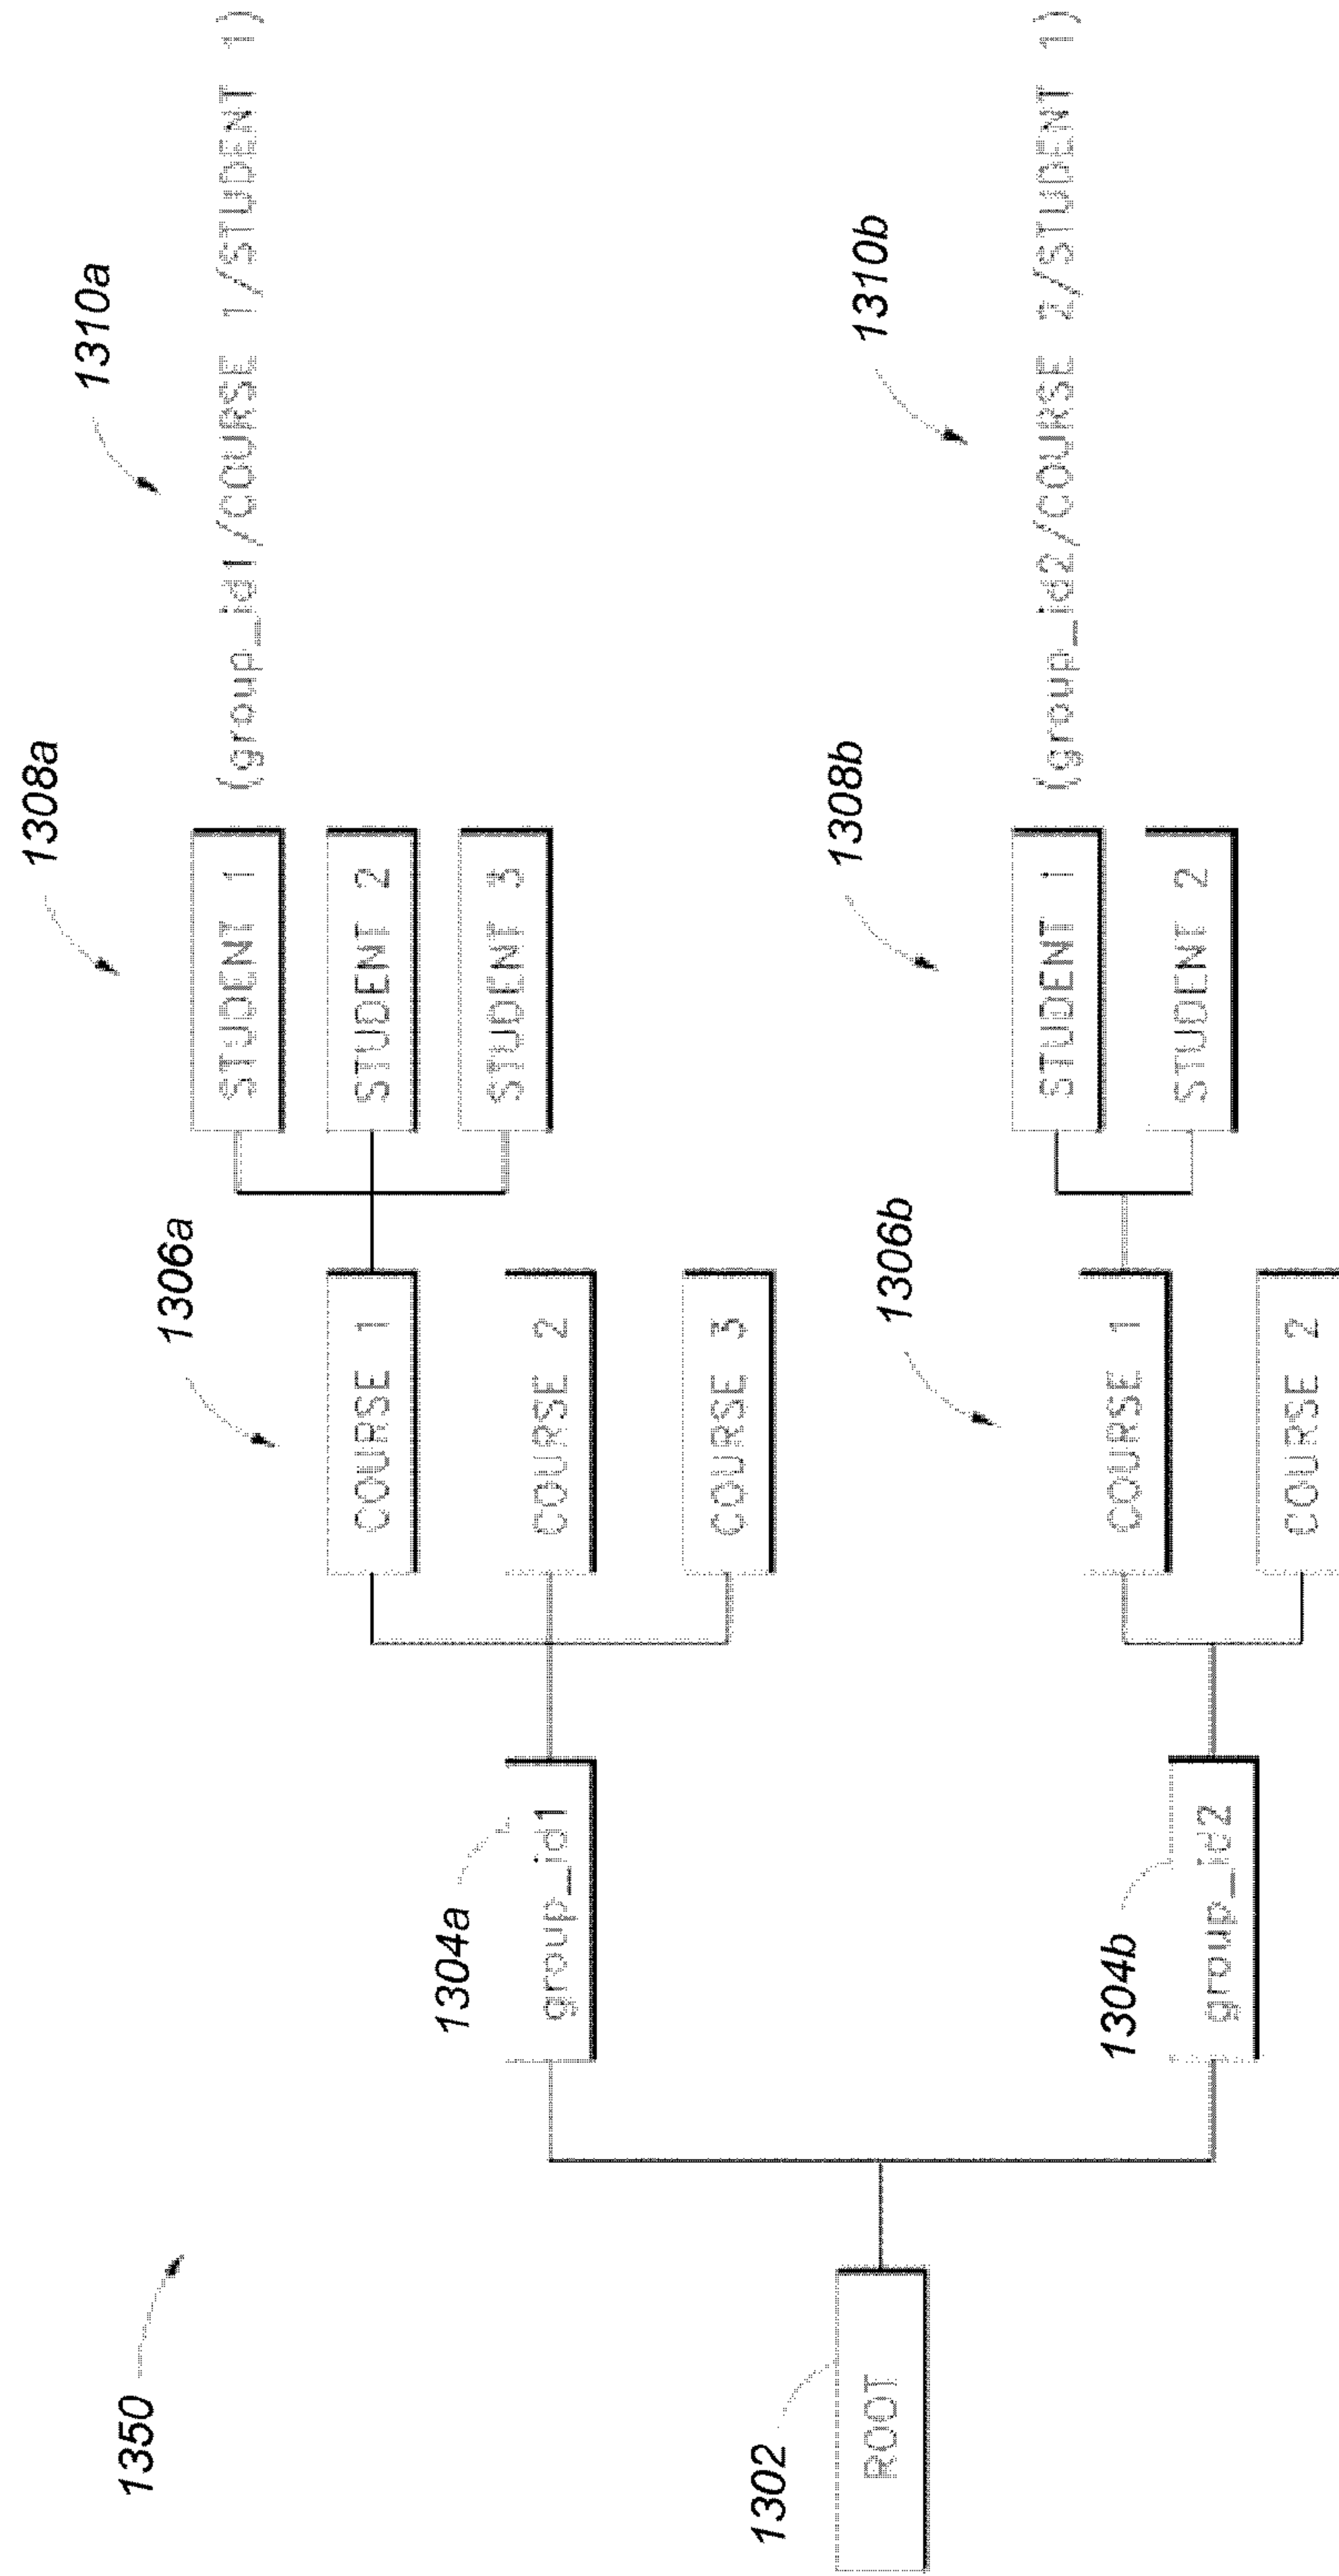 1308a
1310a
1350
1306a
STUDENT 1
(group_id1/COURSE 1/STUDENT 1)
COURSE 1
STUDENT 2
1304a
STUDENT 3
group_id1
COURSE 2
COURSE 3
1302
1308b
1310b
ROOT
1306b
STUDENT 1
(group_id2/COURSE 2/STUDENT 1)
1304b
COURSE 1
STUDENT 2
group_id2
COURSE 2